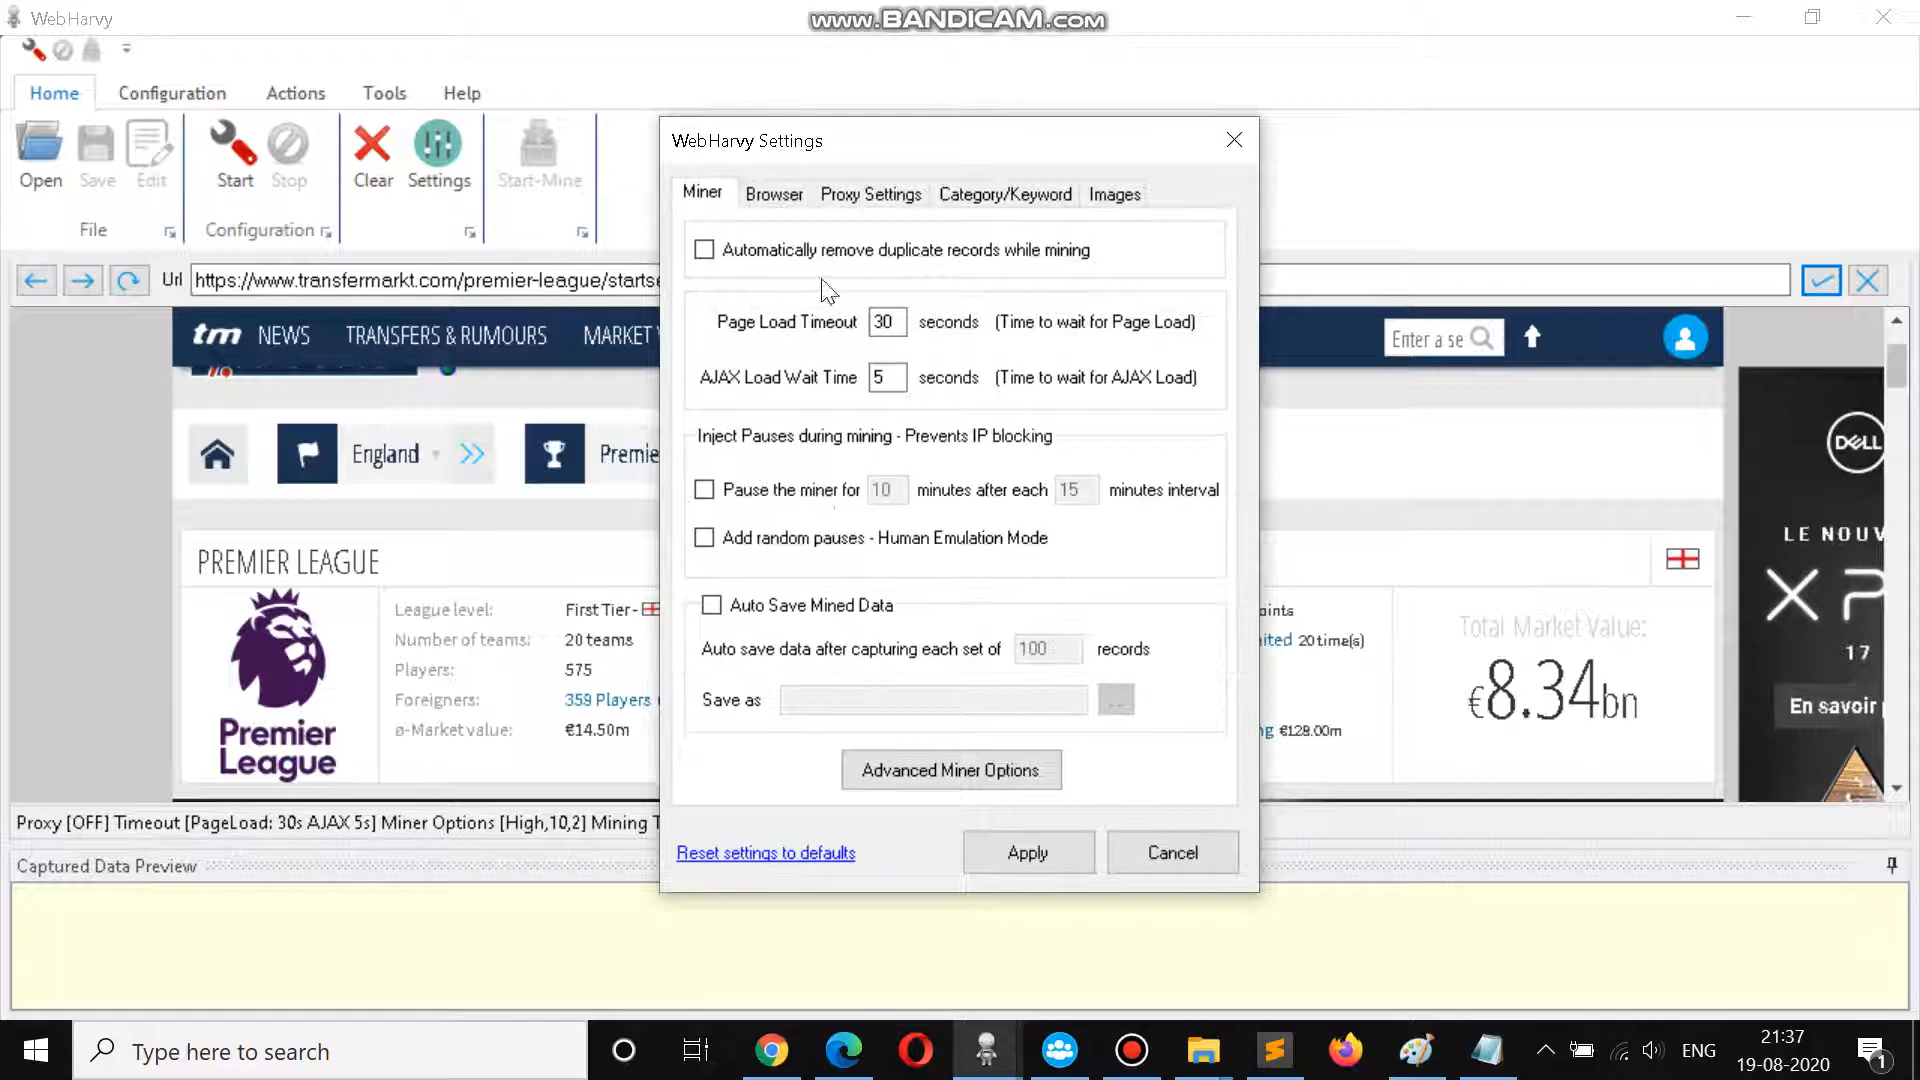 WebHarvy
www.BANDICAM.com
Home Configuration Actions Tools Help
Open Save Edit Start Stop Clear Settings Start-Mine
File Configuration
Url https://www.transfermarkt.com/premier-league/startse
tm NEWS TRANSFERS & RUMOURS MARKET
Enter a se
England
Premie
PREMIER LEAGUE
Premier
League
League level: First Tier -
Number of teams: 20 teams
Players: 575
Foreigners: 359 Players
ø-Market value: €14.50m
WebHarvy Settings
Miner Browser Proxy Settings Category/Keyword Images
Automatically remove duplicate records while mining
Page Load Timeout 30 seconds (Time to wait for Page Load)
AJAX Load Wait Time 5 seconds (Time to wait for AJAX Load)
Inject Pauses during mining - Prevents IP blocking
Pause the miner for 10 minutes after each 15 minutes interval
Add random pauses - Human Emulation Mode
Auto Save Mined Data
Auto save data after capturing each set of 100 records
Save as ...
Advanced Miner Options
Reset settings to defaults Apply Cancel
oints
ited 20 time(s)
g €128.00m
Total Market Value:
€8.34bn
DELL
LE NOUV
XP
17
En savoir
Proxy [OFF] Timeout [PageLoad: 30s AJAX 5s] Miner Options [High,10,2] Mining T
Captured Data Preview
Type here to search
ENG
21:37
19-08-2020
1